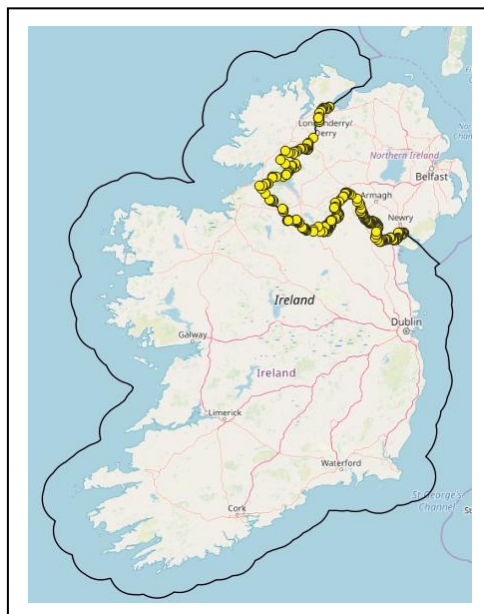 Londonderry/
Derry
Northern Ireland
Belfast
Armagh
Newry
Ireland
Dublin
Galway
Ireland
Limerick
Waterford
St George's
Channel
Cork